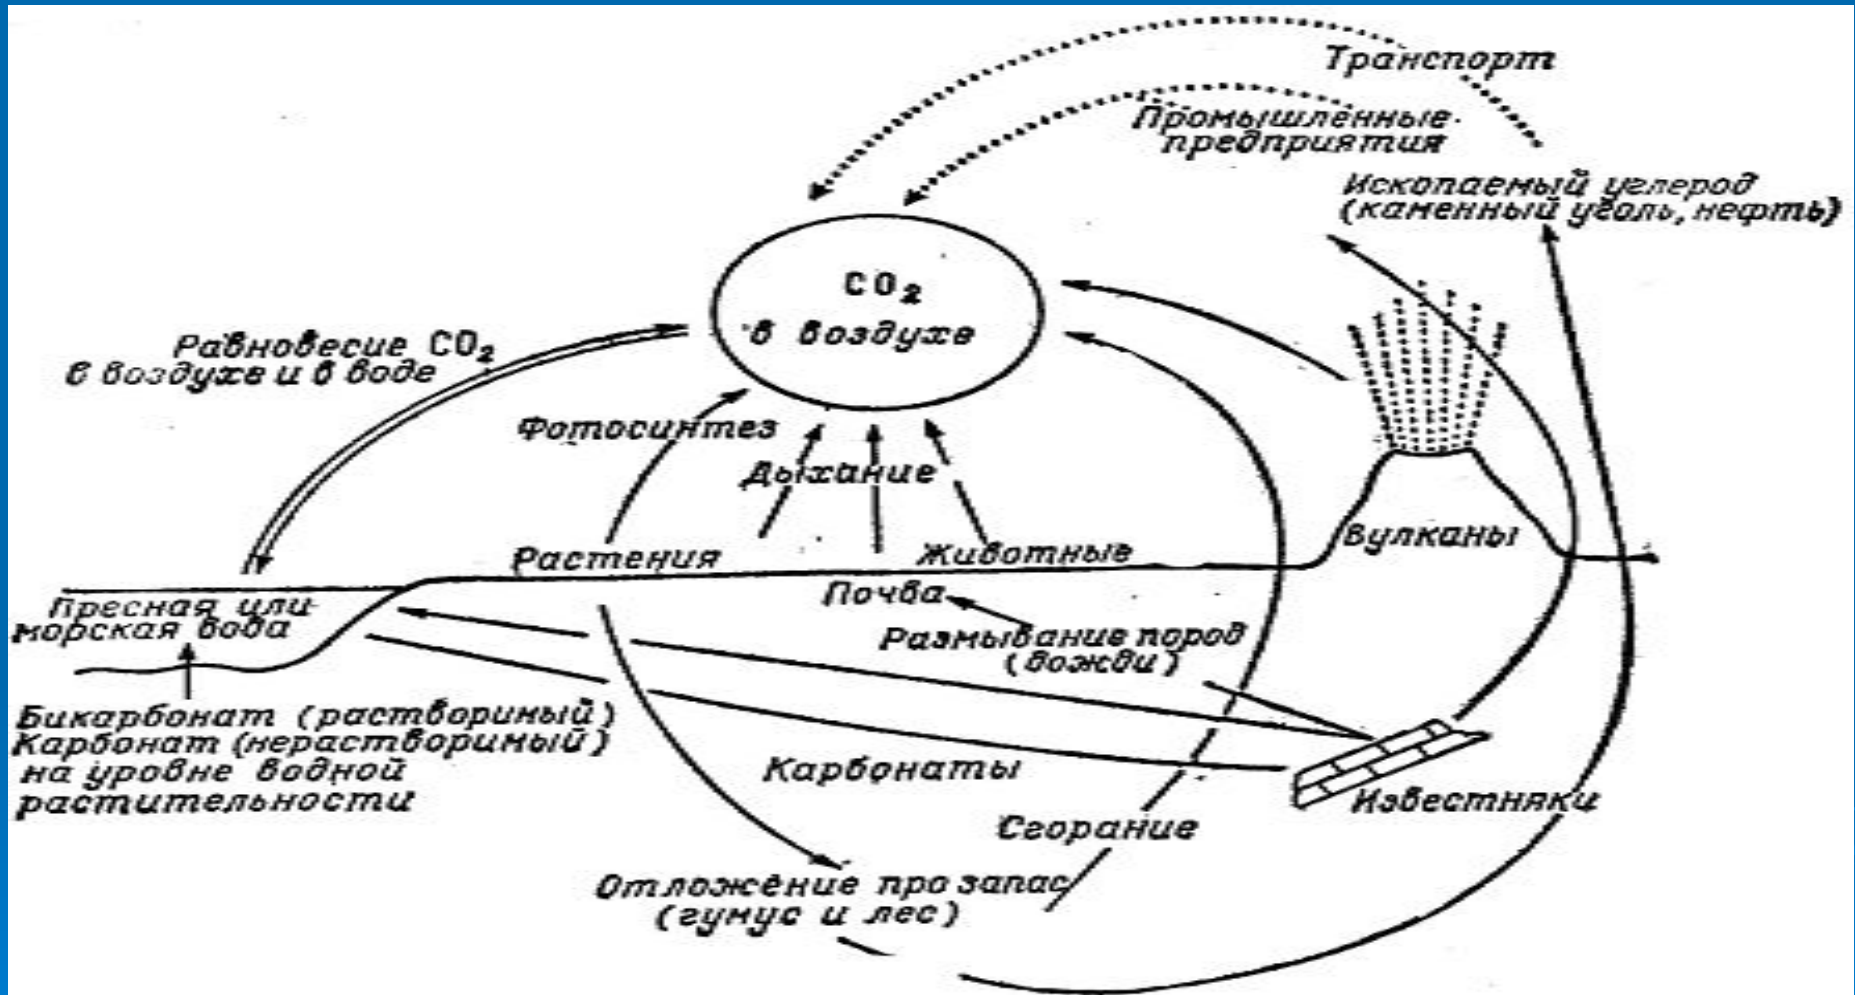 Транспорт
Промышленные
предприятия
Ископаемый углерод
(каменный уголь, нефть)
CO₂
в воздухе
Равновесие CO₂
в воздухе и в воде
Фотосинтез
Дыхание
Вулканы
Растения
Животные
Почва
Пресная или
морская вода
Размывание пород
(дожди)
Бикарбонат (растворимый)
Карбонат (нерастворимый)
на уровне водной
растительности
Карбонаты
Известняки
Сгорание
Отложение про запас
(гумус и лес)